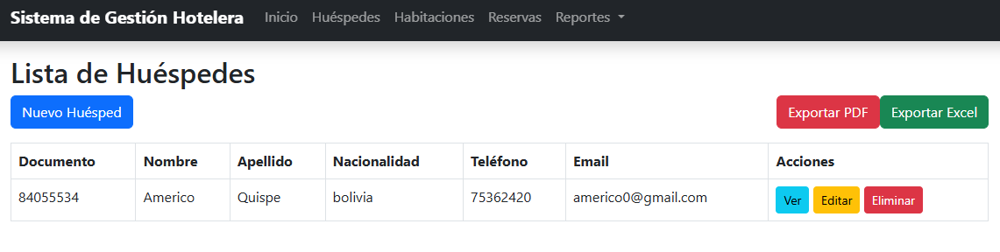 Sistema de Gestión Hotelera Inicio Huéspedes Habitaciones Reservas Reportes
Lista de Huéspedes
Nuevo Huésped Exportar PDF Exportar Excel
Documento Nombre Apellido Nacionalidad Teléfono Email Acciones
84055534 Americo Quispe bolivia 75362420 americo0@gmail.com Ver Editar Eliminar